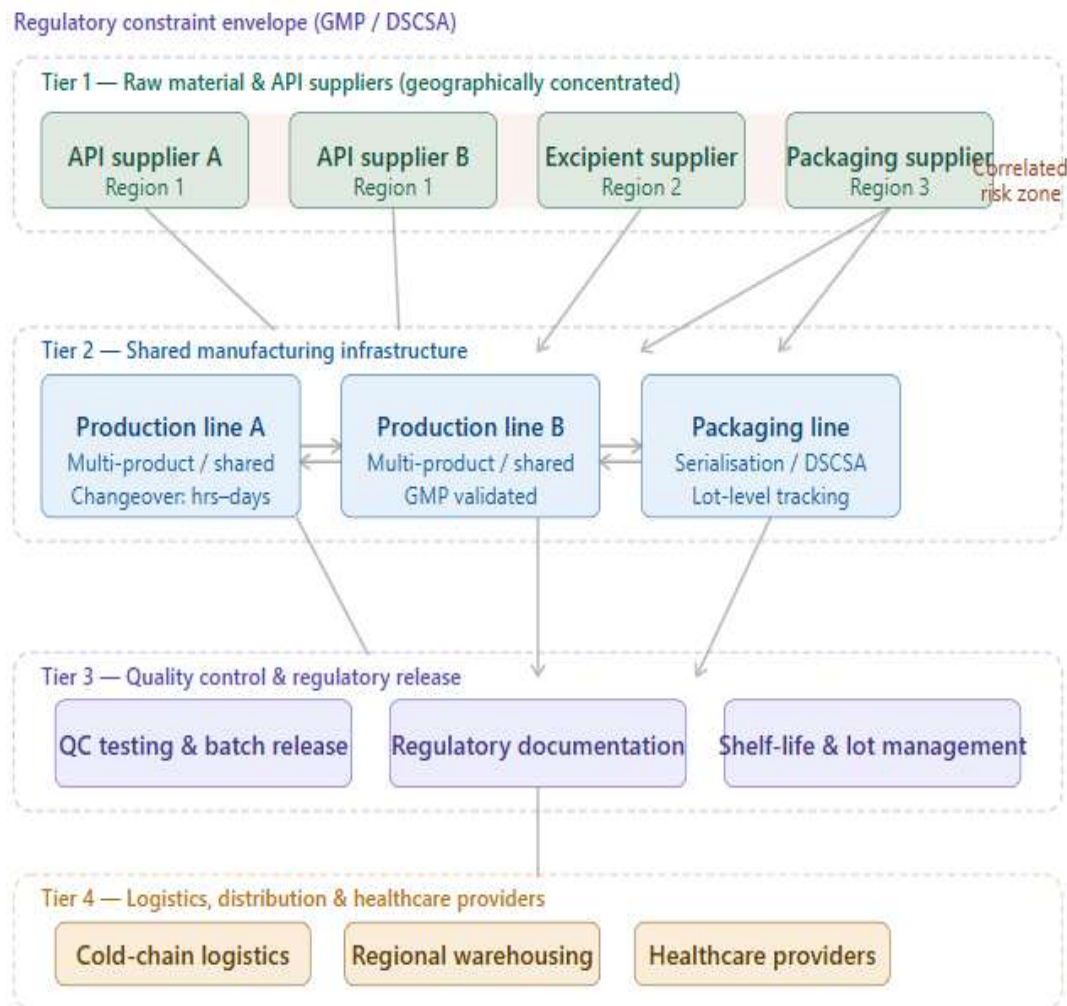 Regulatory constraint envelope (GMP / DSCSA)
Tier 1 — Raw material & API suppliers (geographically concentrated)
API supplier A
Region 1
API supplier B
Region 1
Excipient supplier
Region 2
Packaging supplier
Region 3
Correlated
risk zone
Tier 2 — Shared manufacturing infrastructure
Production line A
Multi-product / shared
Changeover: hrs–days
Production line B
Multi-product / shared
GMP validated
Packaging line
Serialisation / DSCSA
Lot-level tracking
Tier 3 — Quality control & regulatory release
QC testing & batch release
Regulatory documentation
Shelf-life & lot management
Tier 4 — Logistics, distribution & healthcare providers
Cold-chain logistics
Regional warehousing
Healthcare providers